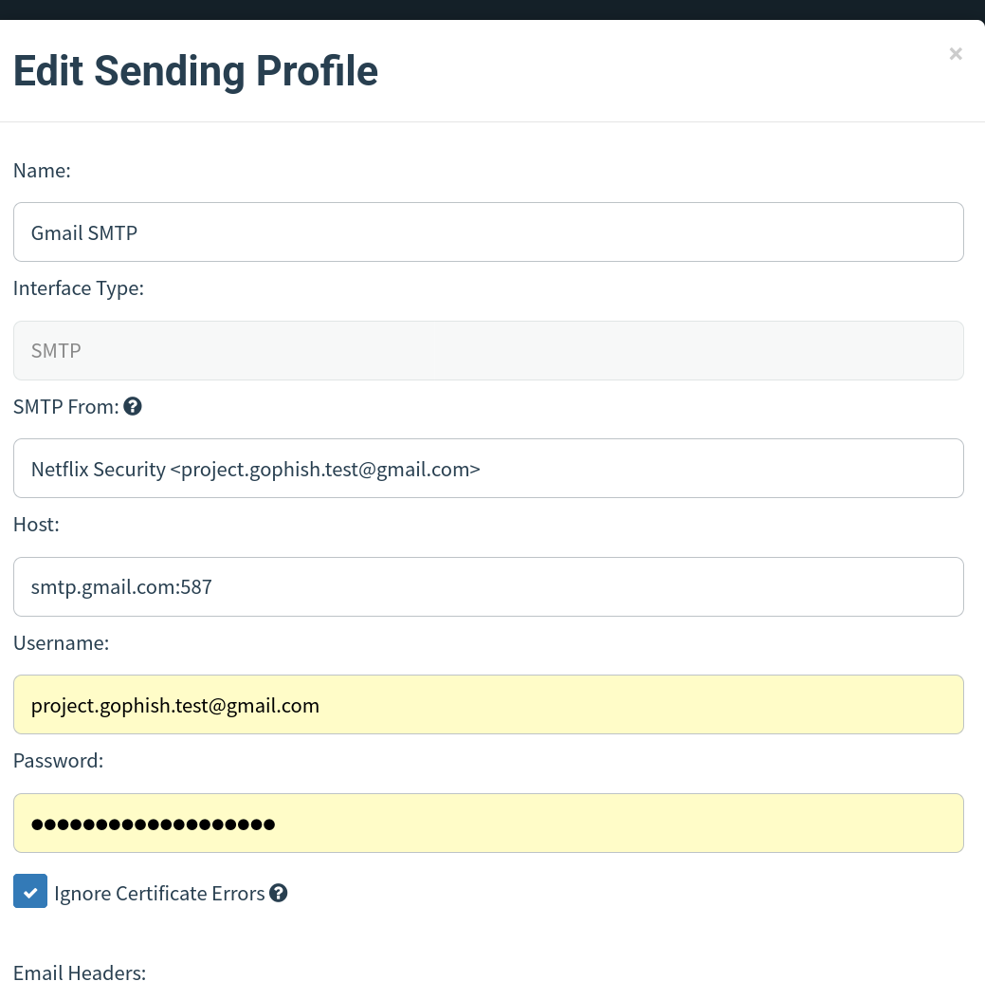 Edit Sending Profile
×
Name:
Gmail SMTP
Interface Type:
SMTP
SMTP From: ?
Netflix Security <project.gophish.test@gmail.com>
Host:
smtp.gmail.com:587
Username:
project.gophish.test@gmail.com
Password:
●●●●●●●●●●●●●●●●●●●
Ignore Certificate Errors ?
Email Headers: